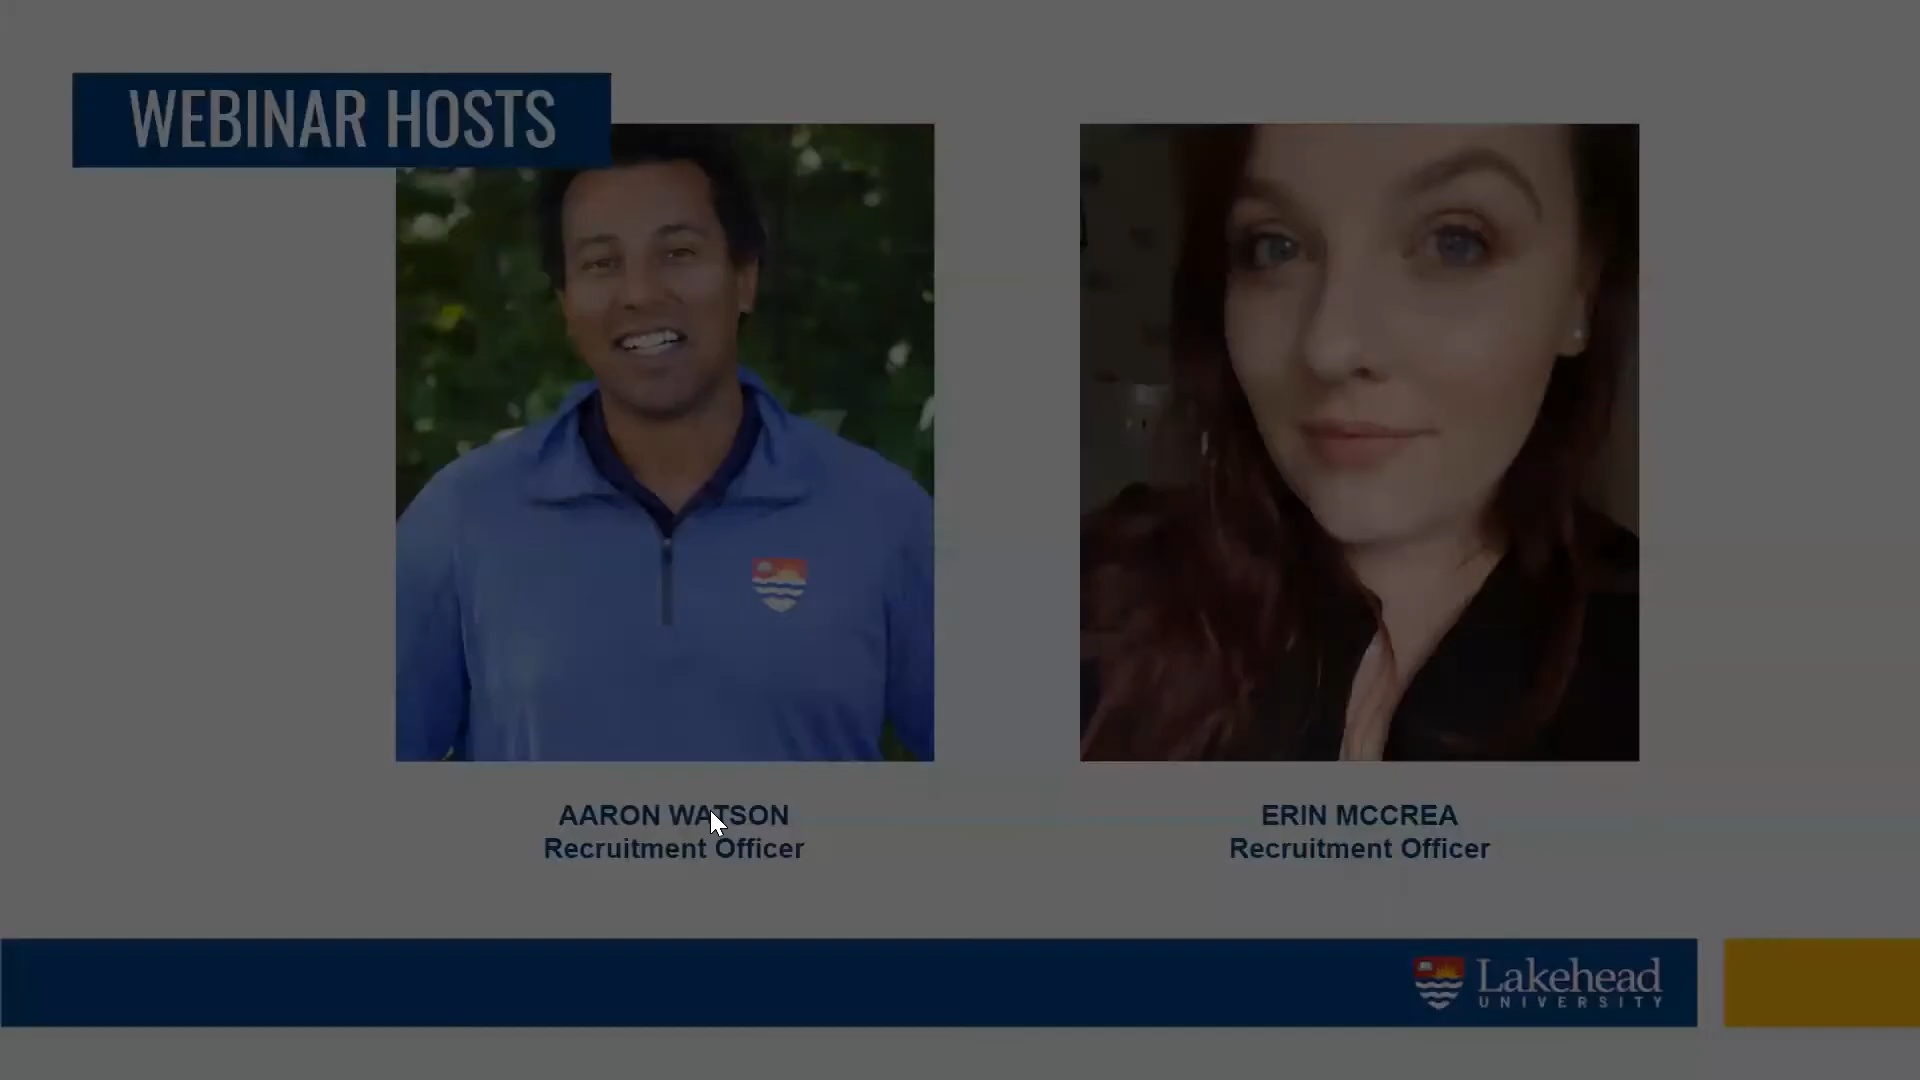 WEBINAR HOSTS
AARON WATSON
Recruitment Officer
ERIN MCCREA
Recruitment Officer
Lakehead
UNIVERSITY